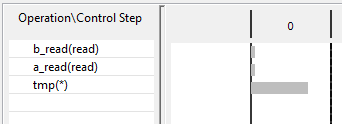 Operation\Control Step
0
b_read(read)
a_read(read)
tmp(*)